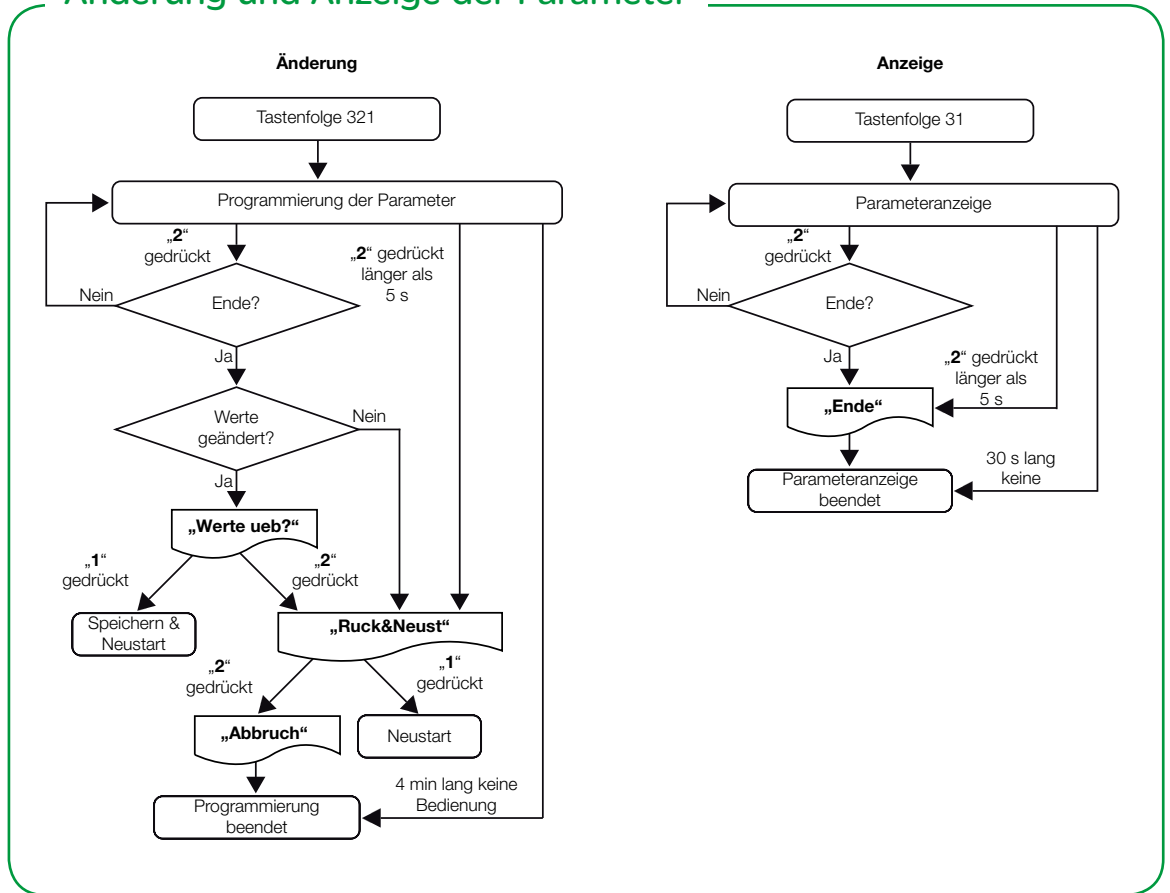 Änderung und Anzeige der Parameter
Änderung
Tastenfolge 321
Programmierung der Parameter
„2“
gedrückt
„2“ gedrückt
länger als
5 s
Nein
Ende?
Ja
Werte
geändert?
Nein
Ja
„Werte ueb?“
„1“
gedrückt
„2“
gedrückt
Speichern &
Neustart
„Ruck&Neust“
„2“
gedrückt
„1“
gedrückt
„Abbruch“
Neustart
4 min lang keine
Bedienung
Programmierung
beendet
Anzeige
Tastenfolge 31
Parameteranzeige
„2“
gedrückt
Nein
Ende?
Ja
„2“ gedrückt
länger als
5 s
„Ende“
30 s lang
keine
Parameteranzeige
beendet